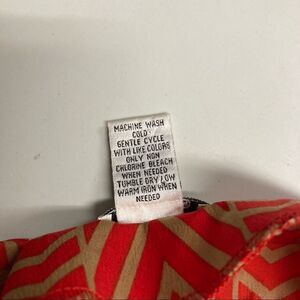 MACHINE WASH
COLD
GENTLE CYCLE
WITH LIKE COLORS
ONLY NON
CHLORINE BLEACH
WHEN NEEDED
TUMBLE DRY LOW
WARM IRON WHEN
NEEDED